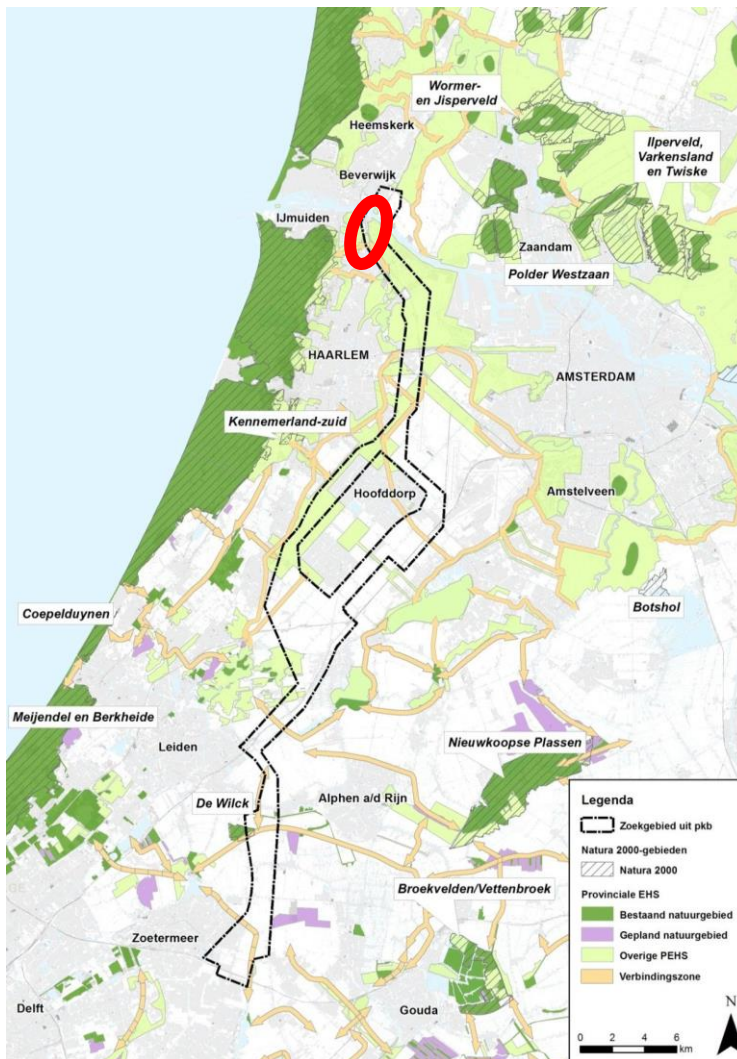 Wormer-
en Jisperveld
Heemskerk
Ilperveld,
Varkensland
en Twiske
Beverwijk
IJmuiden
Zaandam
Polder Westzaan
HAARLEM
AMSTERDAM
Kennemerland-zuid
Hoofddorp
Amstelveen
Coepelduynen
Botshol
Meijendel en Berkheide
Leiden
Nieuwkoopse Plassen
De Wilck
Alphen a/d Rijn
Broekvelden/Vettenbroek
Zoetermeer
Delft
Gouda
Legenda
Zoekgebied uit pkb
Natura 2000-gebieden
Natura 2000
Provinciale EHS
Bestaand natuurgebied
Gepland natuurgebied
Overige PEHS
Verbindingszone
N
0 2 4 6
km